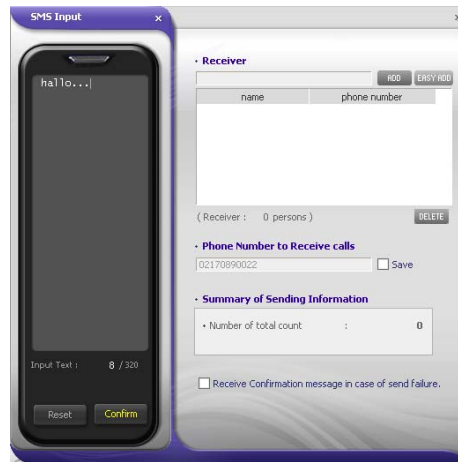 SMS Input
hallo...
Input Text : 8 / 320
Reset Confirm
Receiver
ADD EASY ADD
name phone number
( Receiver : 0 persons )
DELETE
Phone Number to Receive calls
02170890022
Save
Summary of Sending Information
Number of total count : 0
Receive Confirmation message in case of send failure.